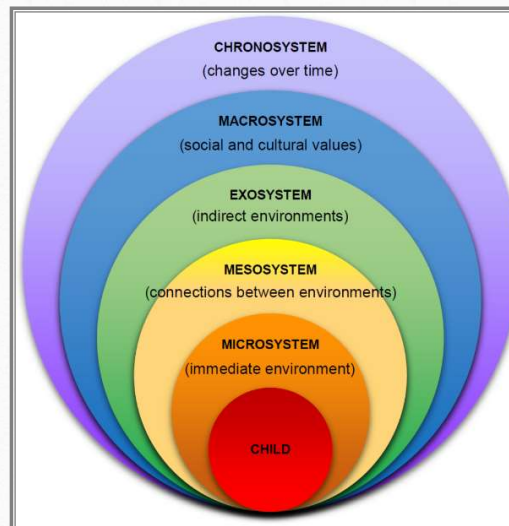 CHRONOSYSTEM
(changes over time)
MACROSYSTEM
(social and cultural values)
EXOSYSTEM
(indirect environments)
MESOSYSTEM
(connections between environments)
MICROSYSTEM
(immediate environment)
CHILD